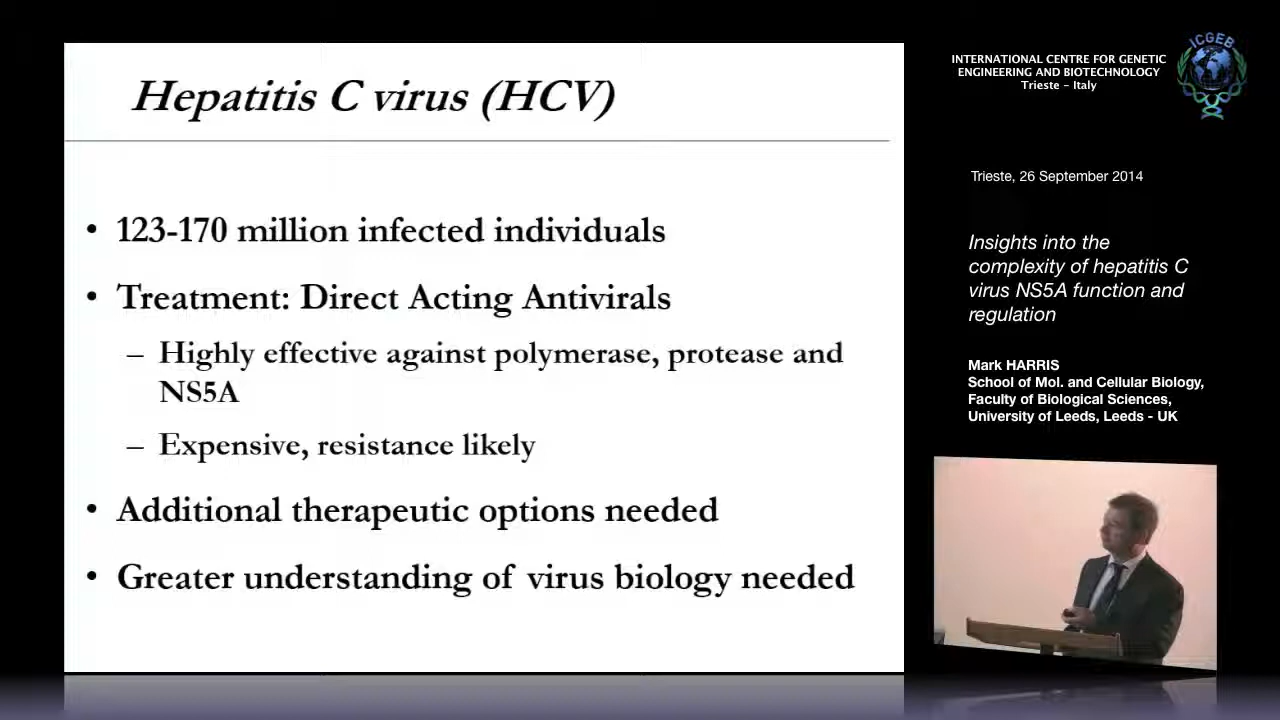 Hepatitis C virus (HCV)
• 123-170 million infected individuals
• Treatment: Direct Acting Antivirals
– Highly effective against polymerase, protease and
NS5A
– Expensive, resistance likely
• Additional therapeutic options needed
• Greater understanding of virus biology needed
INTERNATIONAL CENTRE FOR GENETIC
ENGINEERING AND BIOTECHNOLOGY
Trieste - Italy
ICGEB
Trieste, 26 September 2014
Insights into the
complexity of hepatitis C
virus NS5A function and
regulation
Mark HARRIS
School of Mol. and Cellular Biology,
Faculty of Biological Sciences,
University of Leeds, Leeds - UK